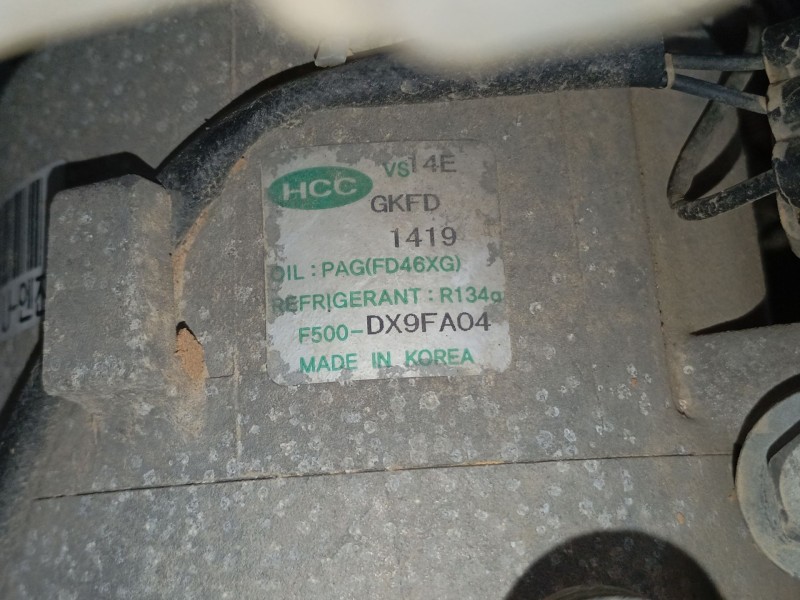 HCC VS14E
GKFD
1419
OIL : PAG(FD46XG)
REFRIGERANT : R134a
F500-DX9FA04
MADE IN KOREA